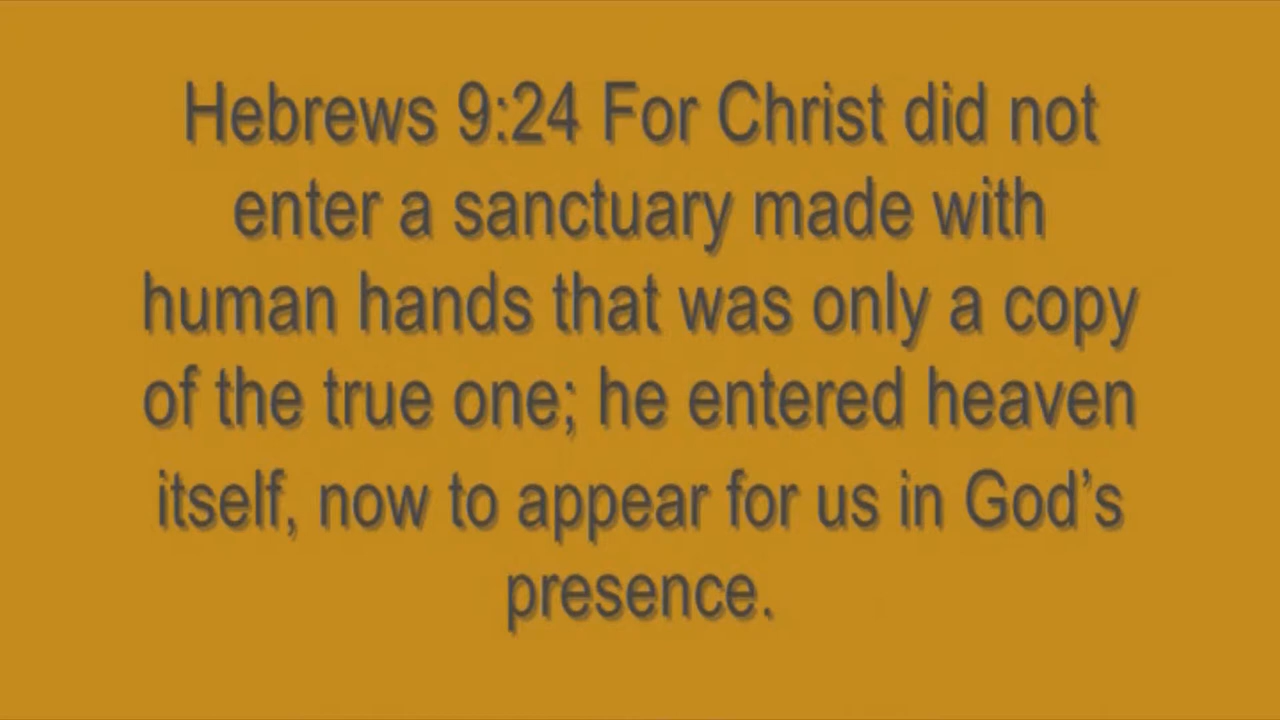 Hebrews 9:24 For Christ did not
enter a sanctuary made with
human hands that was only a copy
of the true one; he entered heaven
itself, now to appear for us in God’s
presence.